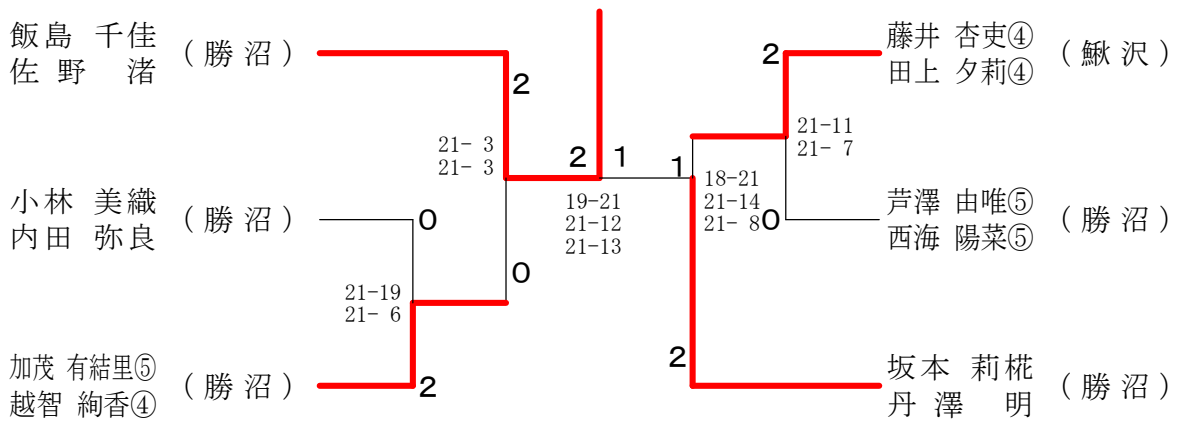 飯島 千佳
佐野 渚
(勝沼)
2
21- 3
21- 3
小林 美織
内田 弥良
(勝沼)
0
21-19
21- 6
0
加茂 有結里⑤
越智 絢香④
(勝沼)
2
2
1
19-21
21-12
21-13
藤井 杏吏④
田上 夕莉④
(鰍沢)
2
21-11
21- 7
1
18-21
21-14
21- 8
0
芦澤 由唯⑤
西海 陽菜⑤
(勝沼)
2
坂本 莉椛
丹澤 明
(勝沼)